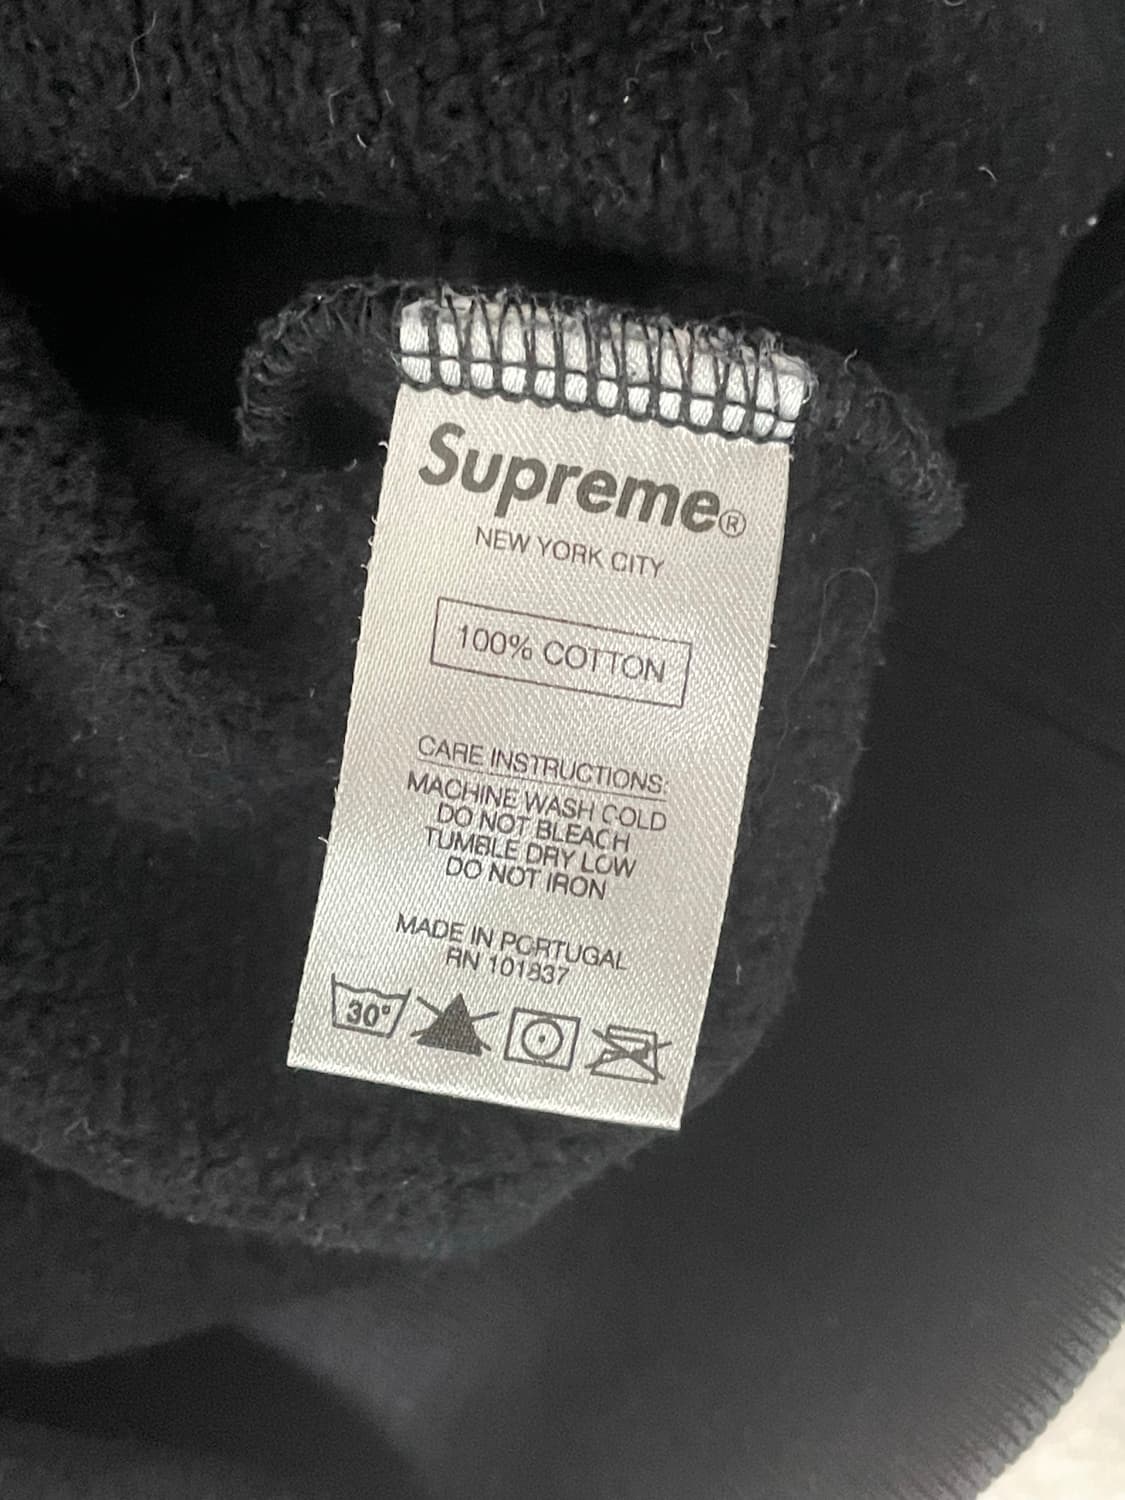 Supreme®
NEW YORK CITY
100% COTTON
CARE INSTRUCTIONS:
MACHINE WASH COLD
DO NOT BLEACH
TUMBLE DRY LOW
DO NOT IRON
MADE IN PORTUGAL
RN 101837
30°